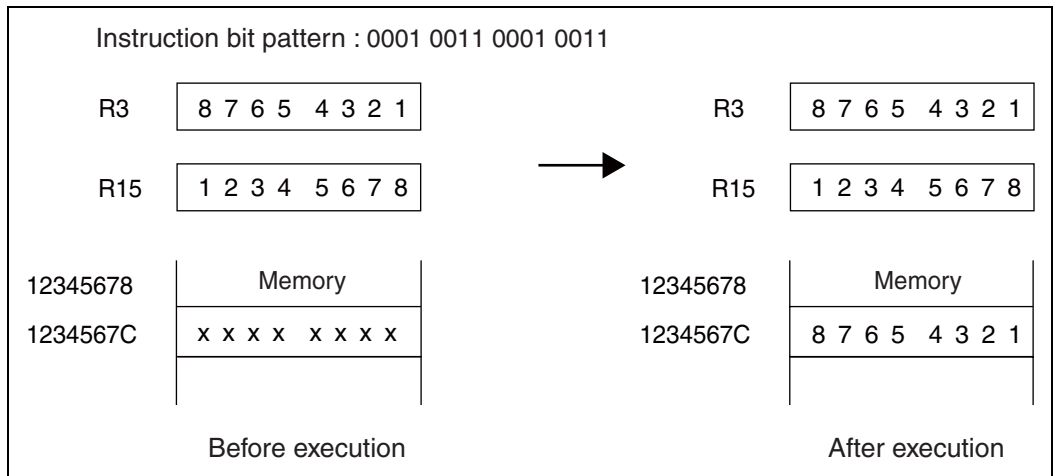 Instruction bit pattern : 0001 0011 0001 0011
R3 8 7 6 5 4 3 2 1 R3 8 7 6 5 4 3 2 1
R15 1 2 3 4 5 6 7 8 R15 1 2 3 4 5 6 7 8
12345678 Memory 12345678 Memory
1234567C x x x x x x x x 1234567C 8 7 6 5 4 3 2 1
Before execution After execution